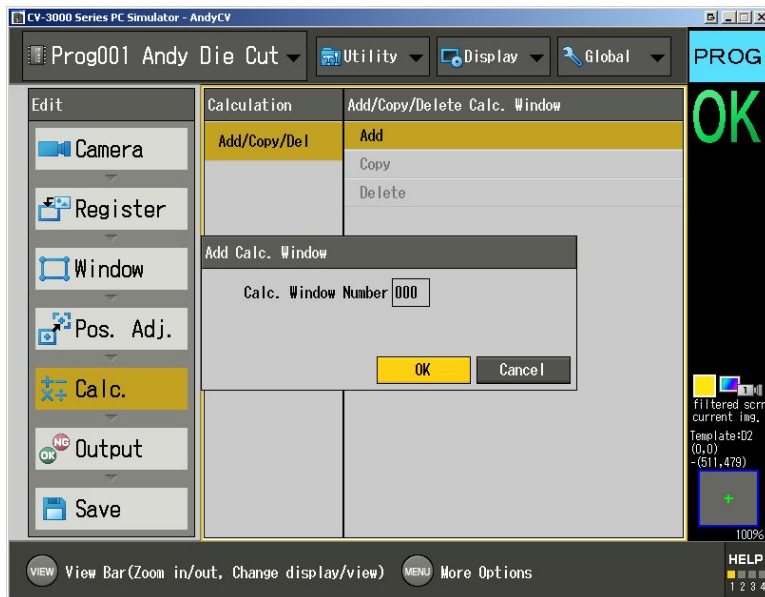 CV-3000 Series PC Simulator - AndyCV
Prog001 Andy Die Cut
Utility
Display
Global
PROG
OK
Edit
Camera
Register
Window
Pos. Adj.
Calc.
Output
Save
Calculation
Add/Copy/Del
Add/Copy/Delete Calc. Window
Add
Copy
Delete
Add Calc. Window
Calc. Window Number 000
OK
Cancel
1
filtered scrn
current img.
Template:D2
(0,0)
-(511,479)
100%
VIEW View Bar(Zoom in/out, Change display/view)
MENU More Options
HELP
1 2 3 4